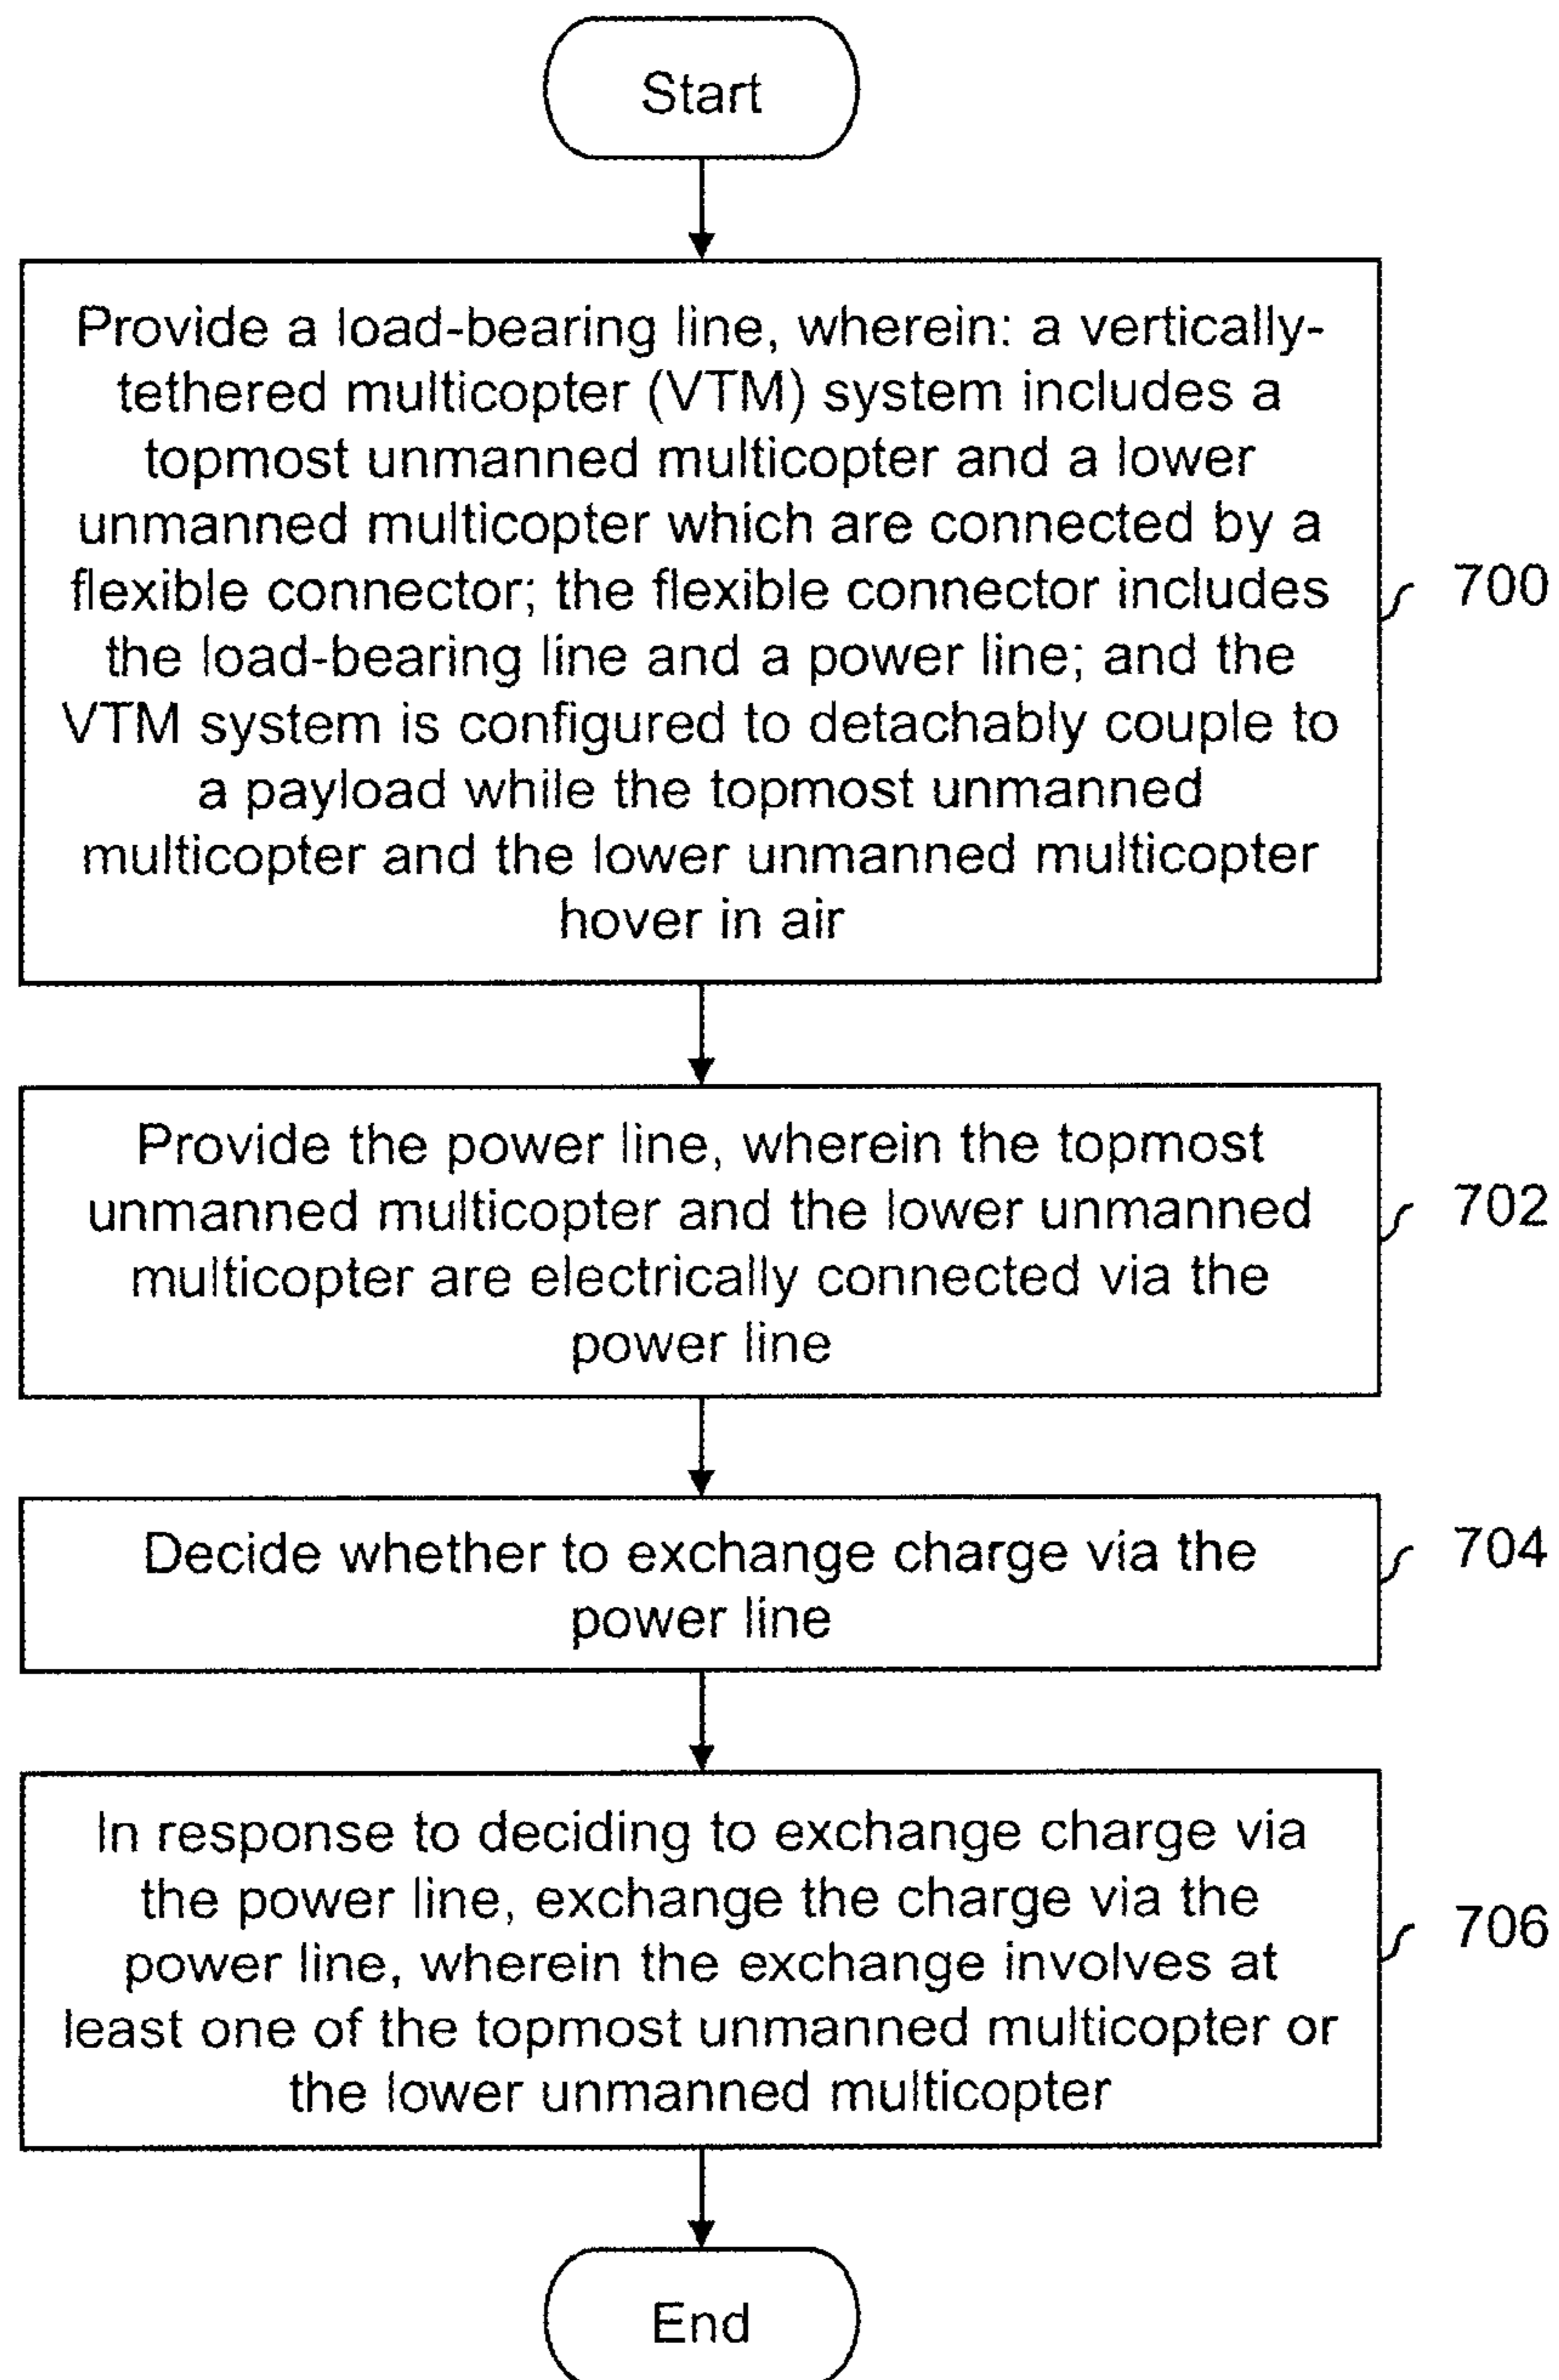 Start
Provide a load-bearing line, wherein: a vertically-
tethered multicopter (VTM) system includes a
topmost unmanned multicopter and a lower
unmanned multicopter which are connected by a
flexible connector; the flexible connector includes
the load-bearing line and a power line; and the
VTM system is configured to detachably couple to
a payload while the topmost unmanned
multicopter and the lower unmanned multicopter
hover in air
700
Provide the power line, wherein the topmost
unmanned multicopter and the lower unmanned
multicopter are electrically connected via the
power line
702
Decide whether to exchange charge via the
power line
704
In response to deciding to exchange charge via
the power line, exchange the charge via the
power line, wherein the exchange involves at
least one of the topmost unmanned multicopter or
the lower unmanned multicopter
706
End